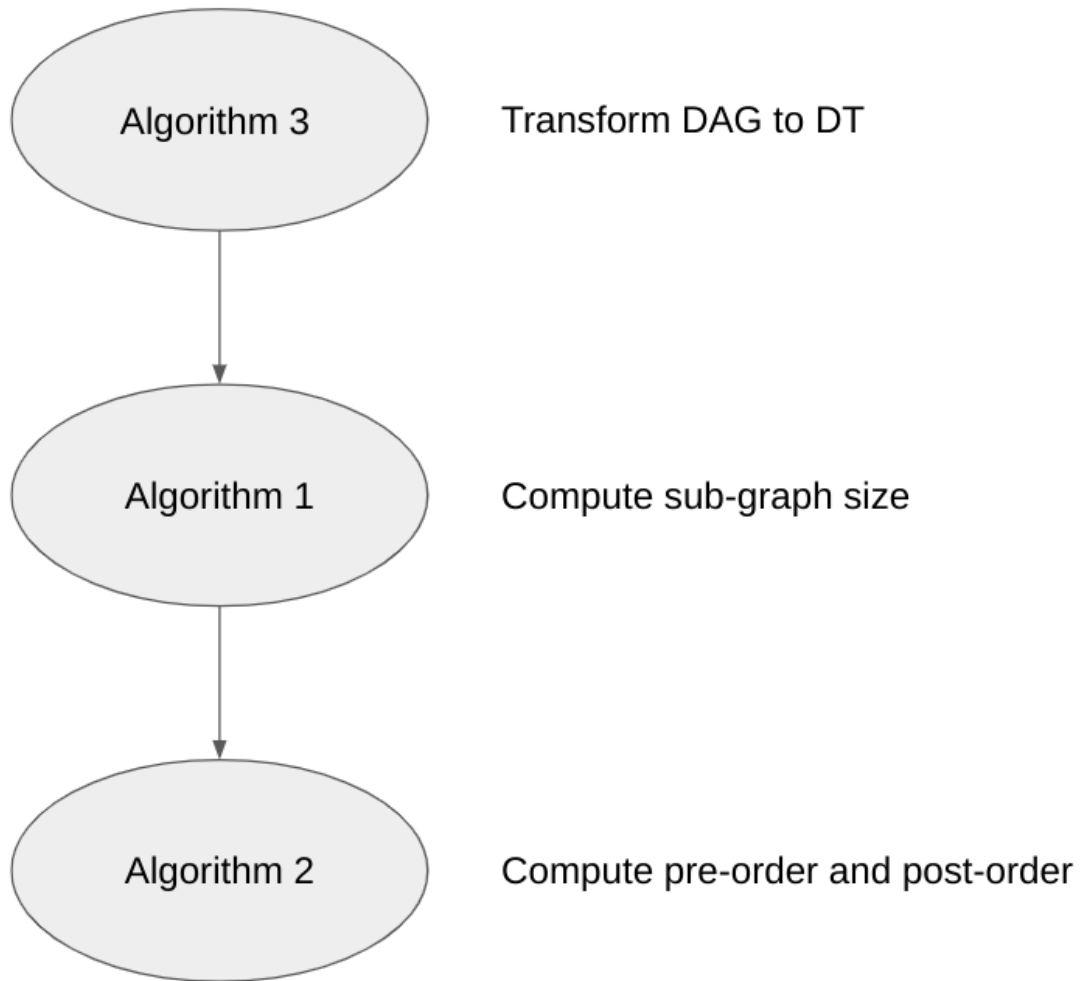 Algorithm 3
Transform DAG to DT
Algorithm 1
Compute sub-graph size
Algorithm 2
Compute pre-order and post-order